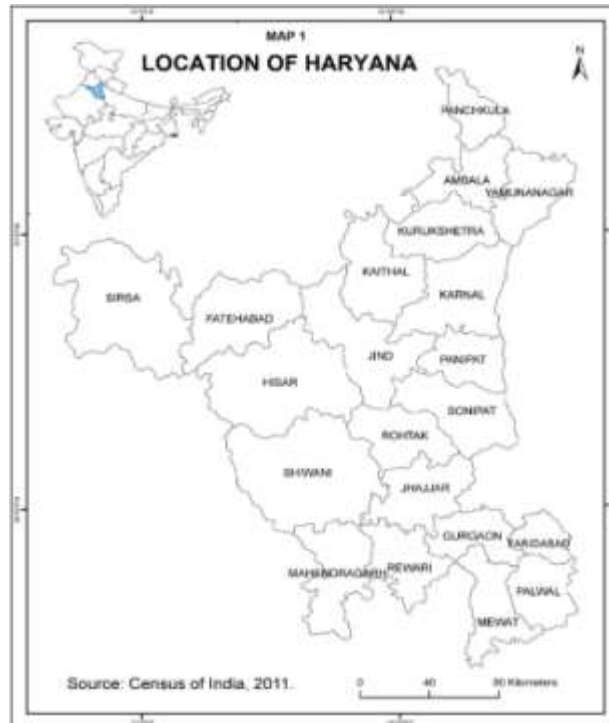 MAP 1
LOCATION OF HARYANA
N
PANCHKULA
AMBALA
YAMUNANAGAR
KURUKSHETRA
KAITHAL
KARNAL
SIRSA
FATEHABAD
JIND
PANIPAT
HISAR
SONIPAT
ROHTAK
BHIWANI
JHAJJAR
GURGAON
FARIDABAD
MAHENDRAGARH
REWARI
PALWAL
MEWAT
Source: Census of India, 2011.
0 40 80 Kilometers